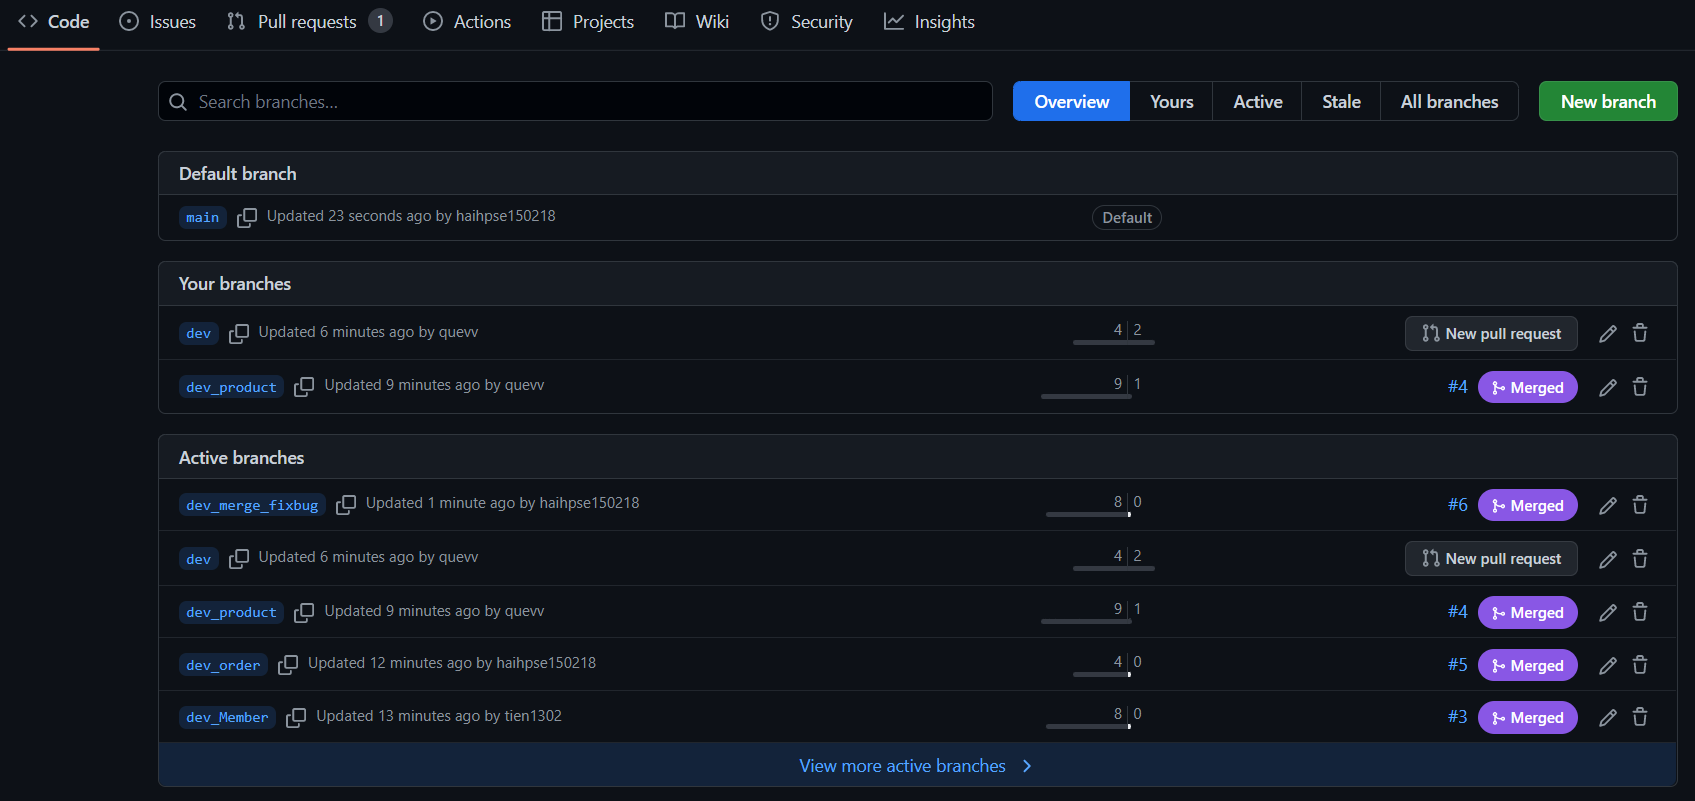 Code Issues Pull requests 1 Actions Projects Wiki Security Insights
Search branches... Overview Yours Active Stale All branches New branch
Default branch
main Updated 23 seconds ago by haihpse150218 Default
Your branches
dev Updated 6 minutes ago by quevv 4 2 New pull request
dev_product Updated 9 minutes ago by quevv 9 1 #4 Merged
Active branches
dev_merge_fixbug Updated 1 minute ago by haihpse150218 8 0 #6 Merged
dev Updated 6 minutes ago by quevv 4 2 New pull request
dev_product Updated 9 minutes ago by quevv 9 1 #4 Merged
dev_order Updated 12 minutes ago by haihpse150218 4 0 #5 Merged
dev_Member Updated 13 minutes ago by tien1302 8 0 #3 Merged
View more active branches